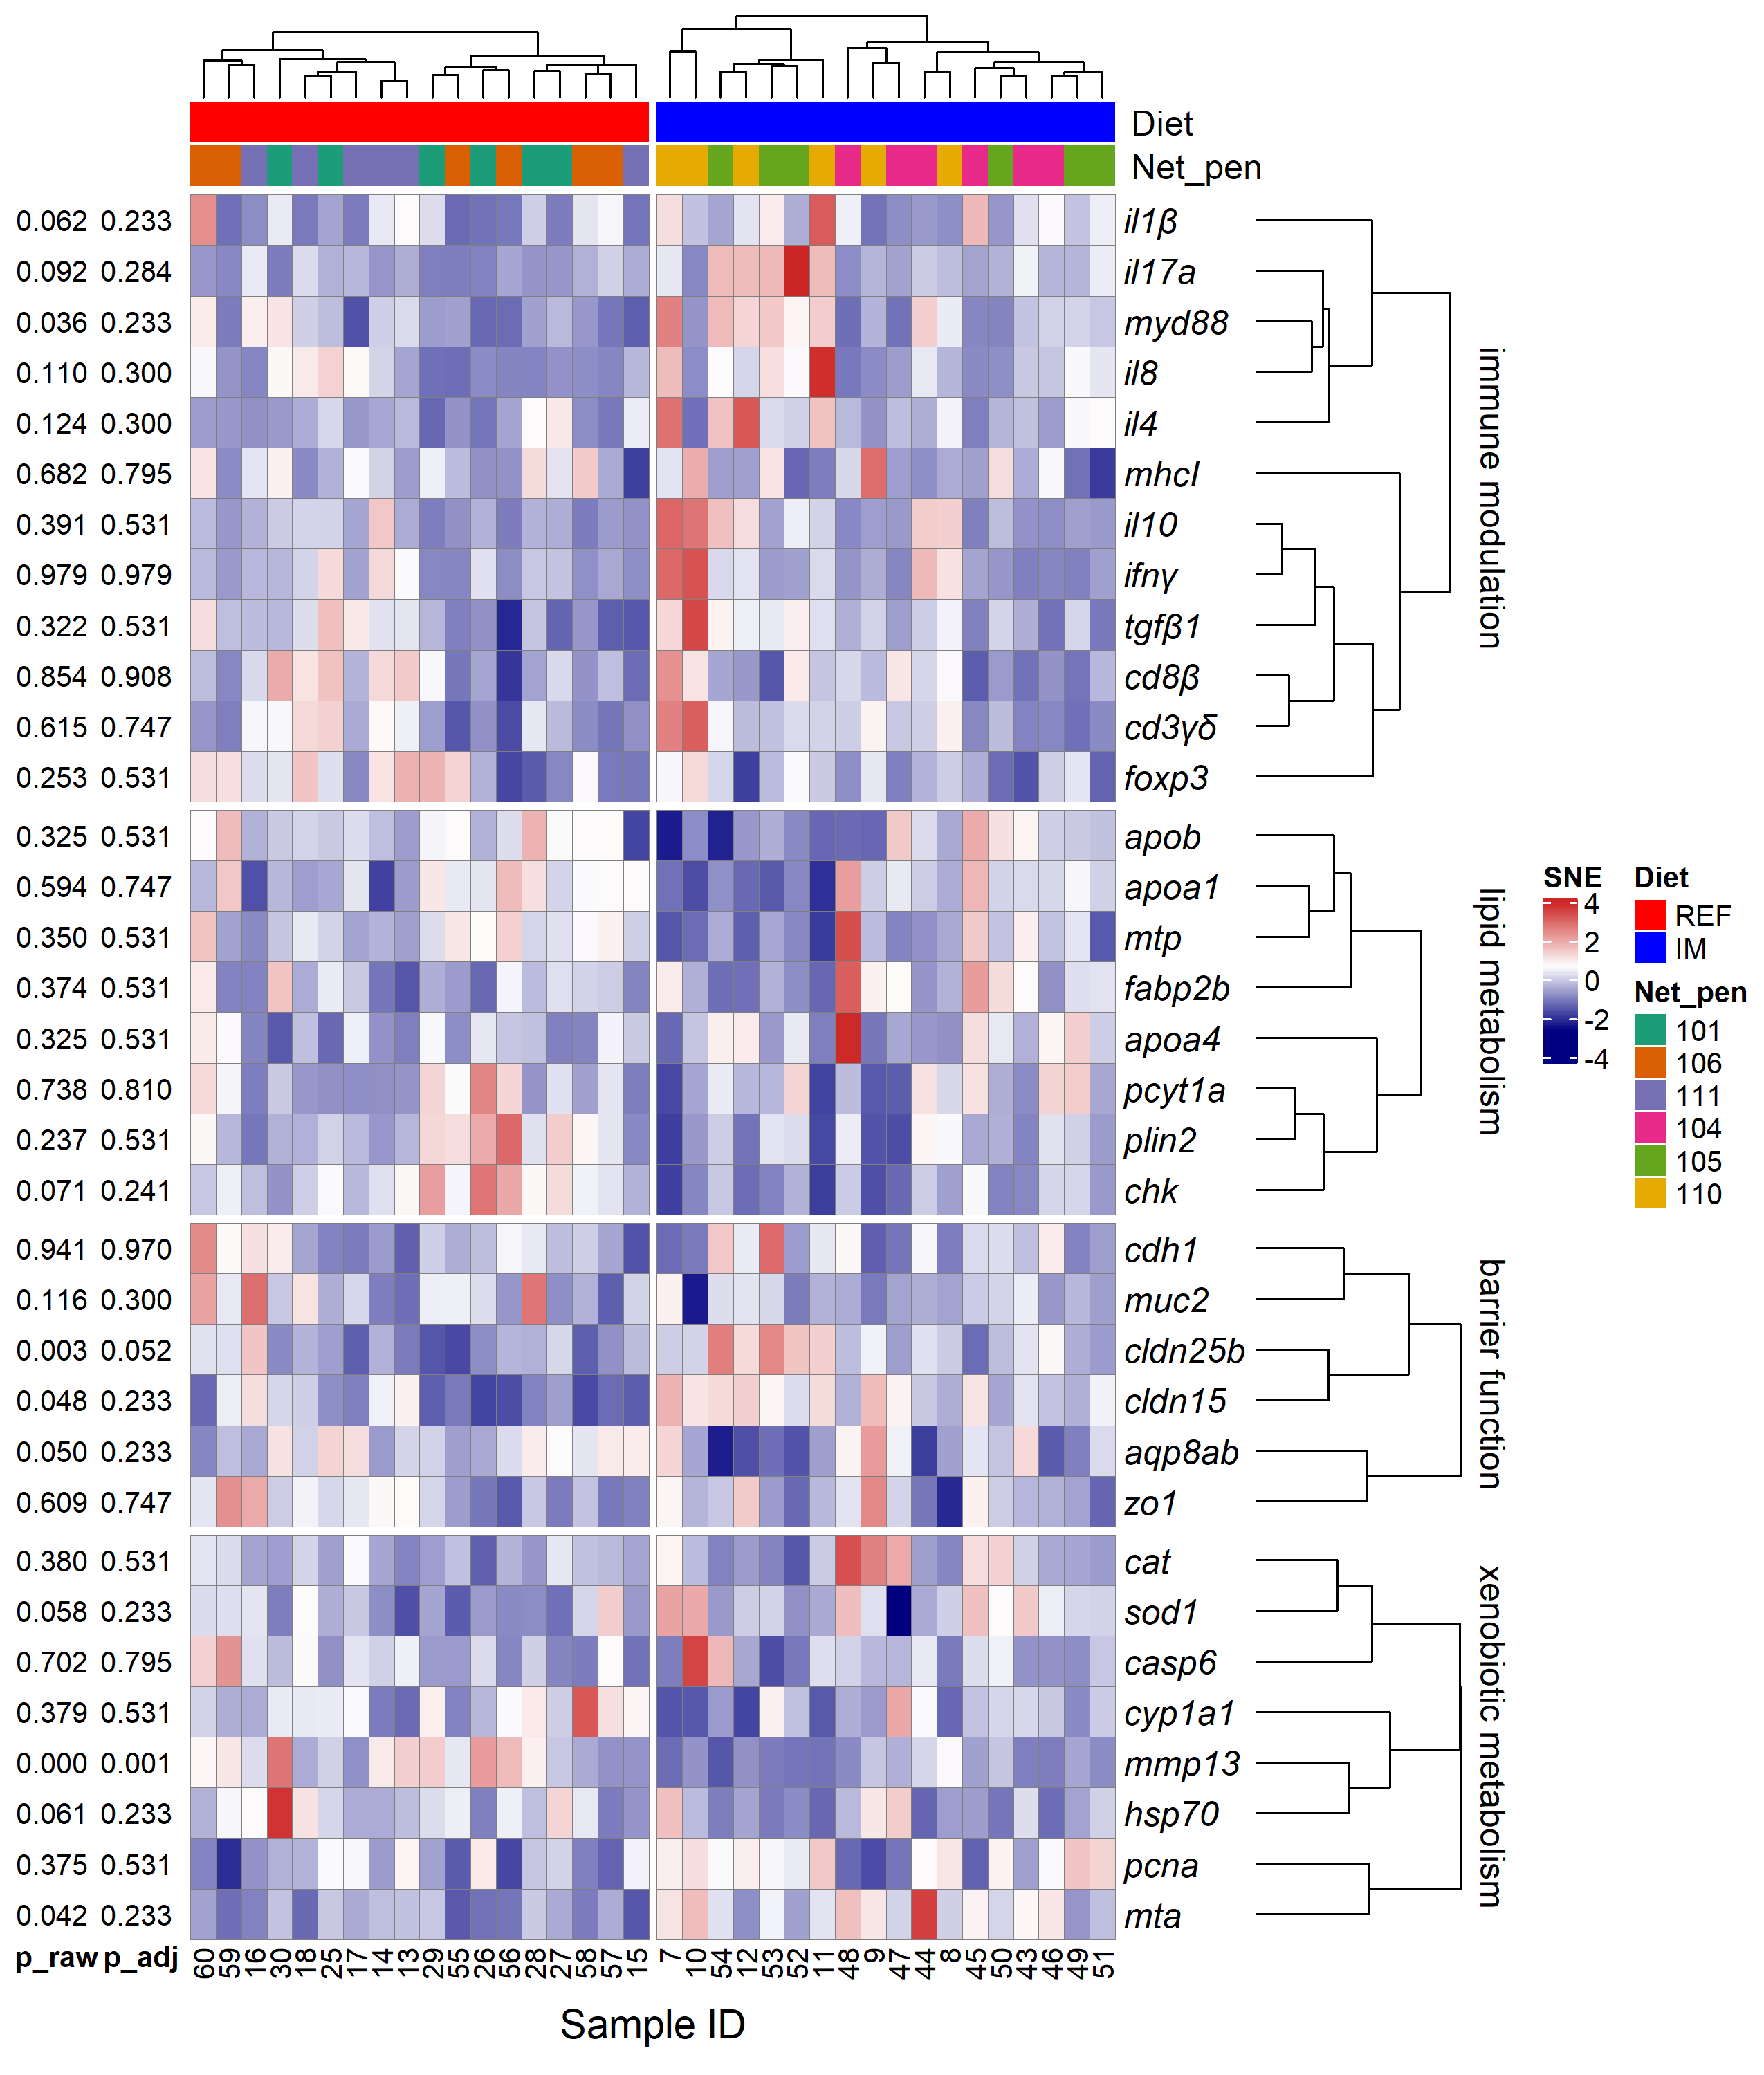 Diet
Net_pen
0.062 0.233 il1β
0.092 0.284 il17a
0.036 0.233 myd88
0.110 0.300 il8
0.124 0.300 il4
0.682 0.795 mhcI
0.391 0.531 il10
0.979 0.979 ifnγ
0.322 0.531 tgfβ1
0.854 0.908 cd8β
0.615 0.747 cd3γδ
0.253 0.531 foxp3
immune modulation
0.325 0.531 apob
0.594 0.747 apoa1
0.350 0.531 mtp
0.374 0.531 fabp2b
0.325 0.531 apoa4
0.738 0.810 pcyt1a
0.237 0.531 plin2
0.071 0.241 chk
lipid metabolism
0.941 0.970 cdh1
0.116 0.300 muc2
0.003 0.052 cldn25b
0.048 0.233 cldn15
0.050 0.233 aqp8ab
0.609 0.747 zo1
barrier function
0.380 0.531 cat
0.058 0.233 sod1
0.702 0.795 casp6
0.379 0.531 cyp1a1
0.000 0.001 mmp13
0.061 0.233 hsp70
0.375 0.531 pcna
0.042 0.233 mta
xenobiotic metabolism
p_raw p_adj
60 59 16 30 18 25 17 14 13 29 55 26 56 28 27 58 57 15 7 10 54 12 53 52 11 48 9 47 44 8 45 50 43 46 49 51
Sample ID
SNE
4
2
0
-2
-4
Diet
REF
IM
Net_pen
101
106
111
104
105
110